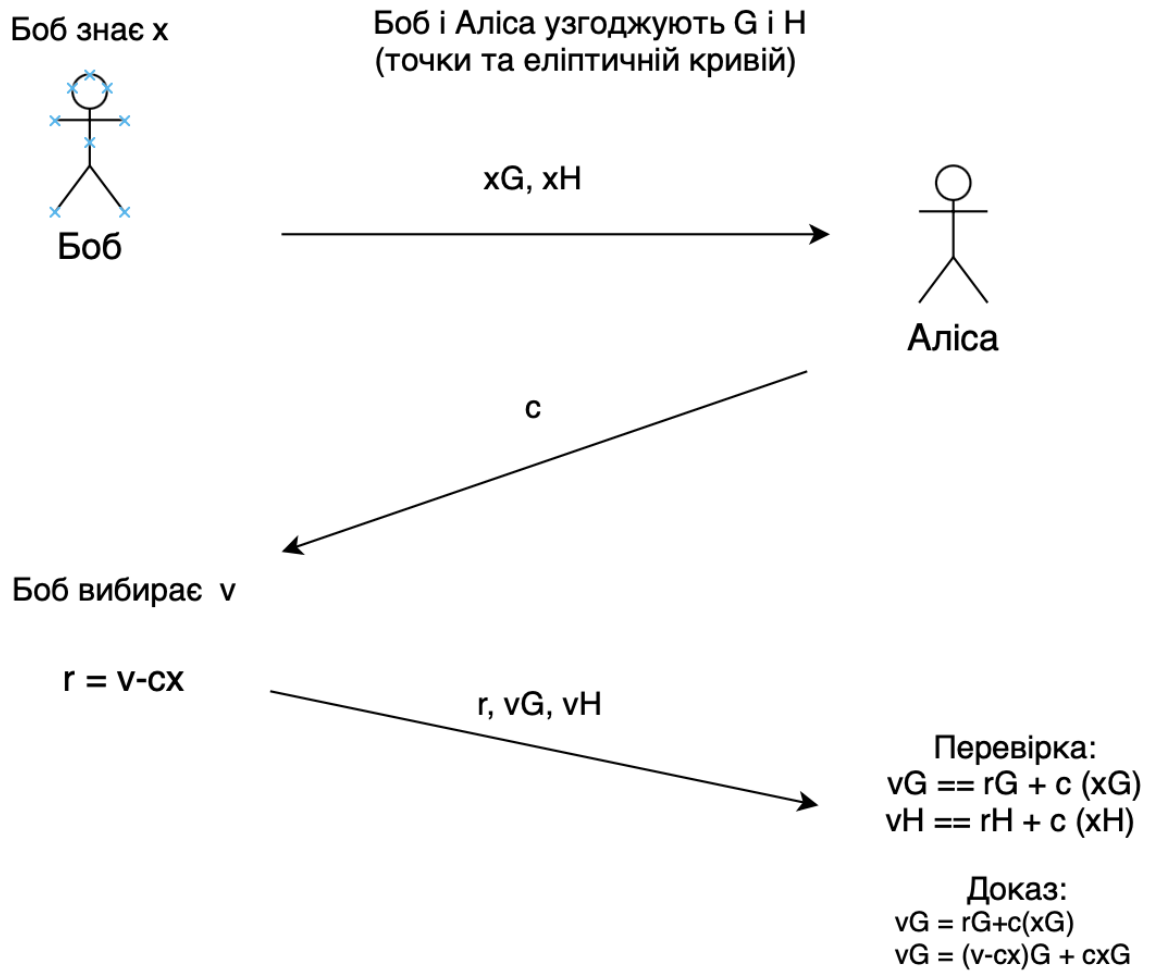 Боб знає x
Боб і Аліса узгоджують G і H
(точки та еліптичній кривій)
xG, xH
Боб
Аліса
c
Боб вибирає v
r = v-cx
r, vG, vH
Перевірка:
vG == rG + c (xG)
vH == rH + c (xH)
Доказ:
vG = rG+c(xG)
vG = (v-cx)G + cxG